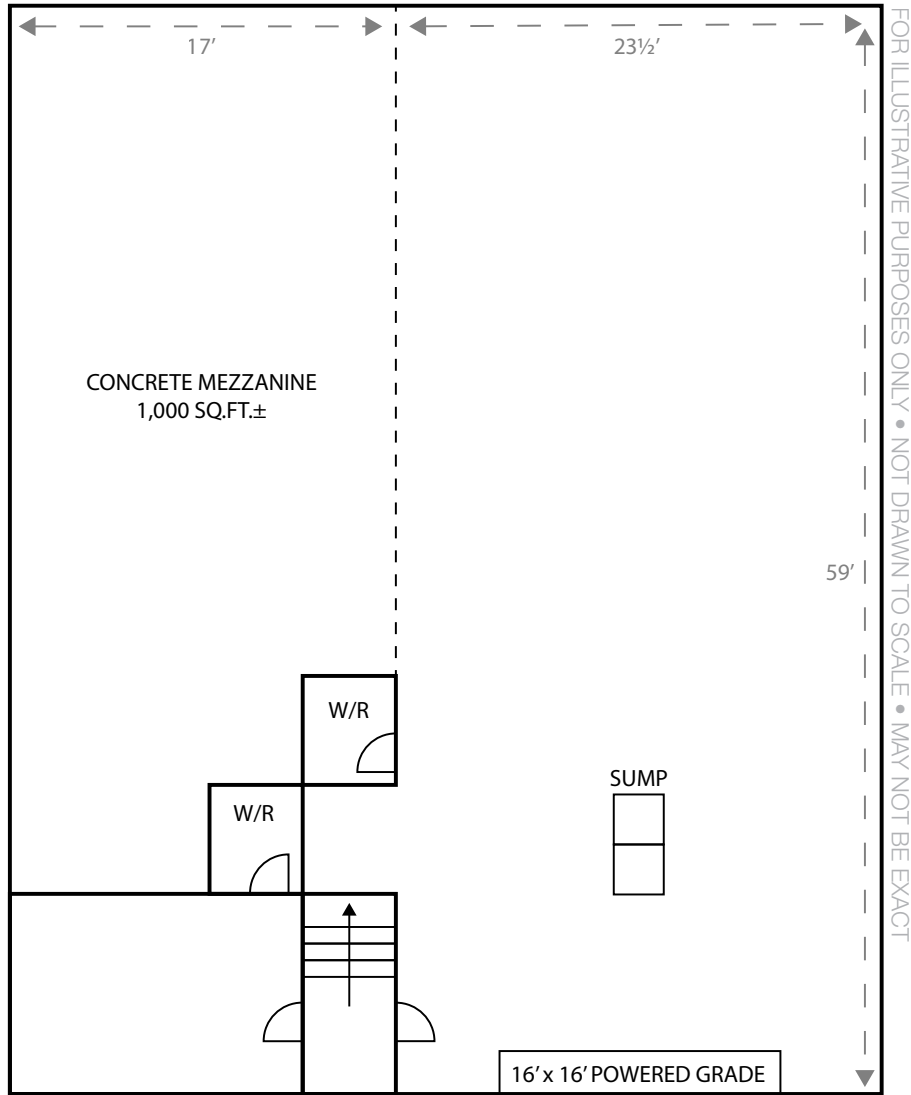 17′
23½′
CONCRETE MEZZANINE
1,000 SQ.FT.±
59′
W/R
W/R
SUMP
16′ x 16′ POWERED GRADE
FOR ILLUSTRATIVE PURPOSES ONLY • NOT DRAWN TO SCALE • MAY NOT BE EXACT